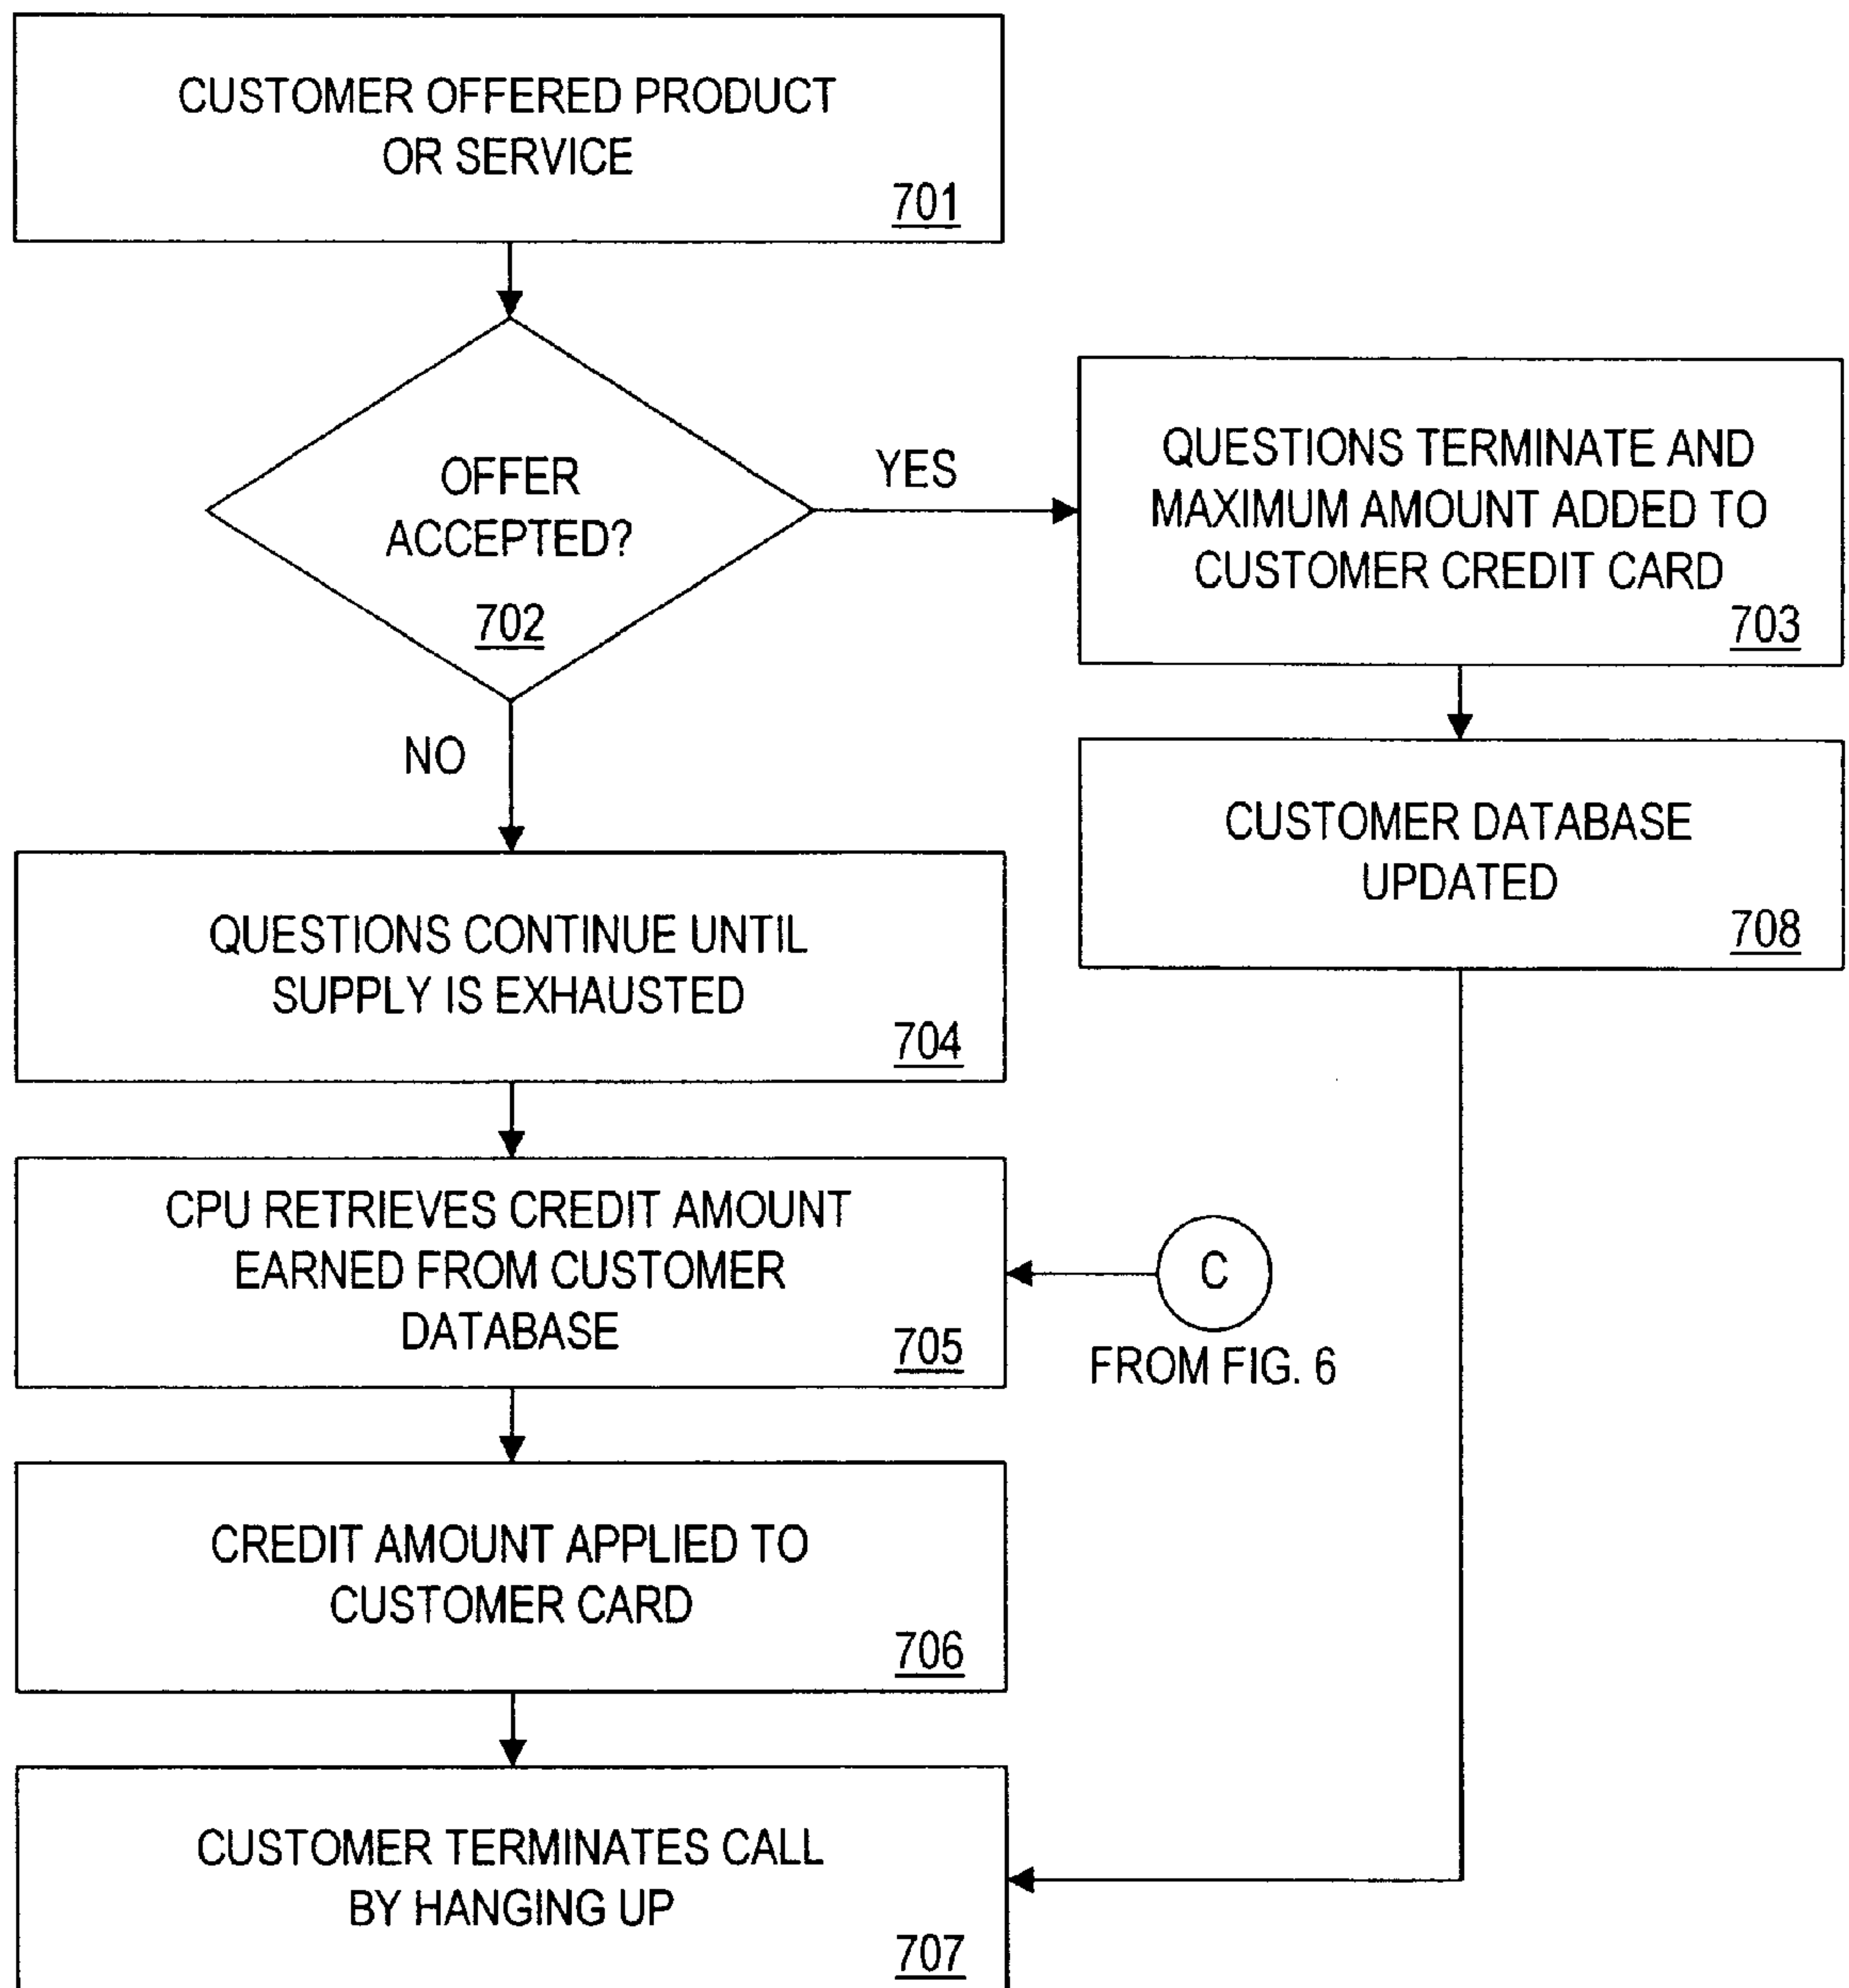 CUSTOMER OFFERED PRODUCT
OR SERVICE
701
OFFER
ACCEPTED?
702
YES
QUESTIONS TERMINATE AND
MAXIMUM AMOUNT ADDED TO
CUSTOMER CREDIT CARD
703
NO
CUSTOMER DATABASE
UPDATED
708
QUESTIONS CONTINUE UNTIL
SUPPLY IS EXHAUSTED
704
CPU RETRIEVES CREDIT AMOUNT
EARNED FROM CUSTOMER
DATABASE
705
C
FROM FIG. 6
CREDIT AMOUNT APPLIED TO
CUSTOMER CARD
706
CUSTOMER TERMINATES CALL
BY HANGING UP
707